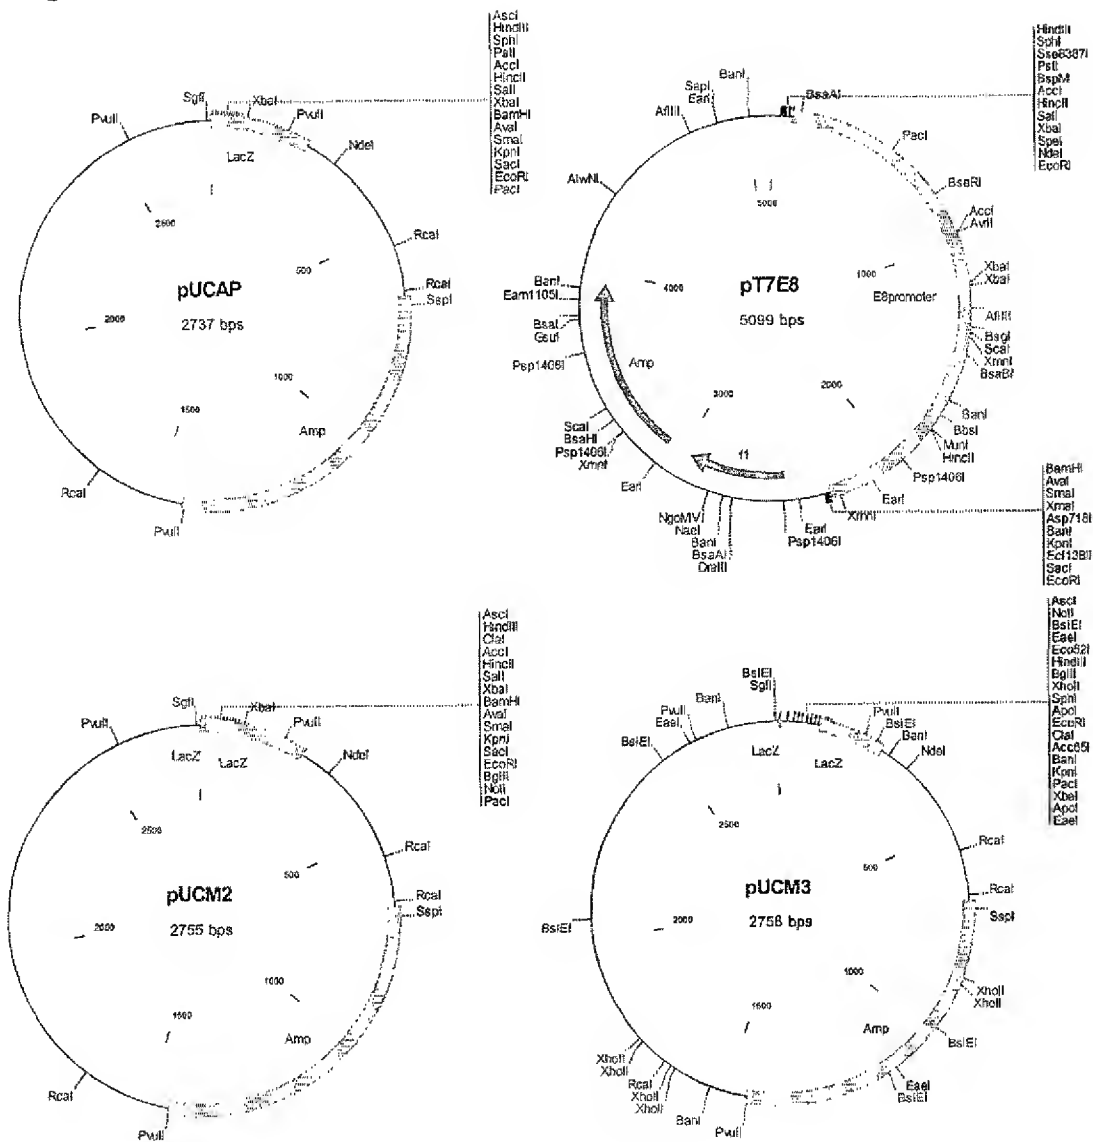 AscI
HindIII
SphI
PstI
AccI
HincII
SalI
XbaI
BamHI
AvaI
SmaI
KpnI
SacI
EcoRI
PacI
SgfI
XbaI
PvuII
PvuII
LacZ
NdeI
2500
RcaI
500
RcaI
SspI
pUCAP
2737 bps
2000
1000
1500
Amp
RcaI
PvuII
HindIII
SphI
Sse8387I
PstI
BspMI
AccI
HincII
SalI
XbaI
SpeI
NdeI
EcoRI
BanI
SapI
EarI
BsaAI
AflIII
PacI
AlwNI
BsaRI
5000
AccI
AvrII
XbaI
XbaI
1000
BanI
Eam1105I
4000
pT7E8
5099 bps
E8promoter
AflIII
BsgI
ScaI
XmnI
BsaBI
BsaI
GsuI
Psp1406I
Amp
2000
3000
BanI
BbsI
MunI
HincII
ScaI
BsaHI
Psp1406I
XmnI
f1
Psp1406I
EarI
EarI
XmnI
NgoMV
NaeI
BanI
BsaAI
DraIII
EarI
Psp1406I
BamHI
AvaI
SmaI
XmaI
Asp718I
BanI
KpnI
Ecl136II
SacI
EcoRI
AscI
HindIII
ClaI
AccI
HincII
SalI
XbaI
BamHI
AvaI
SmaI
KpnI
SacI
EcoRI
BglII
NotI
PacI
SgfI
XbaI
PvuII
PvuII
LacZ
LacZ
NdeI
2500
RcaI
500
RcaI
SspI
pUCM2
2755 bps
2000
1000
1500
Amp
RcaI
PvuII
AscI
NotI
BsiEI
EaeI
Eco52I
HindIII
BglII
XhoII
SphI
ApoI
EcoRI
ClaI
Acc65I
BanI
KpnI
PacI
XbaI
ApoI
EaeI
BsiEI
SgfI
BanI
PvuII
EaeI
BsiEI
PvuII
BsiEI
BanI
NdeI
LacZ
LacZ
2500
500
RcaI
RcaI
SspI
pUCM3
2758 bps
BsiEI
2000
1000
1500
Amp
XhoII
XhoII
BsiEI
XhoII
XhoII
RcaI
XhoII
XhoII
BanI
PvuII
EaeI
BsiEI